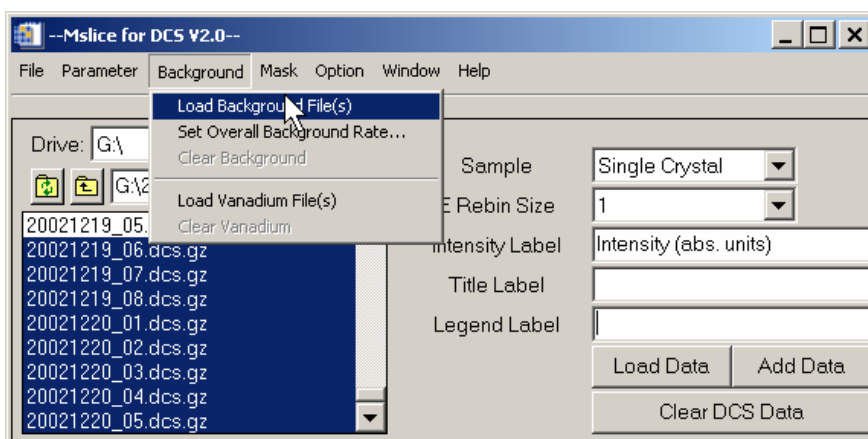 --Mslice for DCS V2.0--
File Parameter Background Mask Option Window Help
Load Background File(s)
Set Overall Background Rate...
Clear Background
Load Vanadium File(s)
Clear Vanadium
Drive: G:\
G:\2
20021219_05.
20021219_06.dcs.gz
20021219_07.dcs.gz
20021219_08.dcs.gz
20021220_01.dcs.gz
20021220_02.dcs.gz
20021220_03.dcs.gz
20021220_04.dcs.gz
20021220_05.dcs.gz
Sample Single Crystal
E Rebin Size 1
Intensity Label Intensity (abs. units)
Title Label
Legend Label
Load Data Add Data
Clear DCS Data